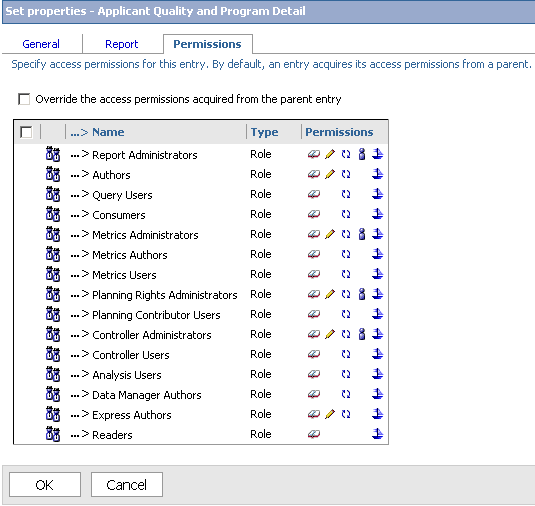 Set properties - Applicant Quality and Program Detail
General Report Permissions
Specify access permissions for this entry. By default, an entry acquires its access permissions from a parent.
Override the access permissions acquired from the parent entry
...> Name Type Permissions
...> Report Administrators Role
...> Authors Role
...> Query Users Role
...> Consumers Role
...> Metrics Administrators Role
...> Metrics Authors Role
...> Metrics Users Role
...> Planning Rights Administrators Role
...> Planning Contributor Users Role
...> Controller Administrators Role
...> Controller Users Role
...> Analysis Users Role
...> Data Manager Authors Role
...> Express Authors Role
...> Readers Role
OK Cancel